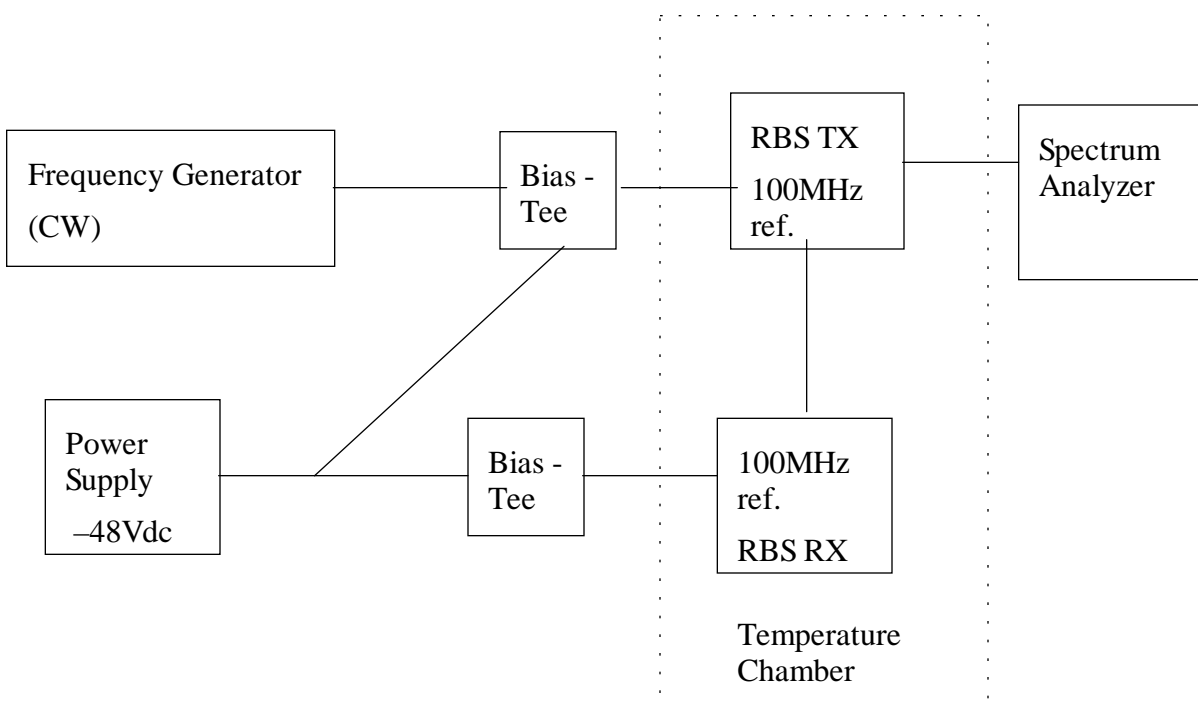 Frequency Generator
(CW)
Bias -
Tee
RBS TX
100MHz
ref.
Spectrum
Analyzer
Power
Supply
–48Vdc
Bias -
Tee
100MHz
ref.
RBS RX
Temperature
Chamber